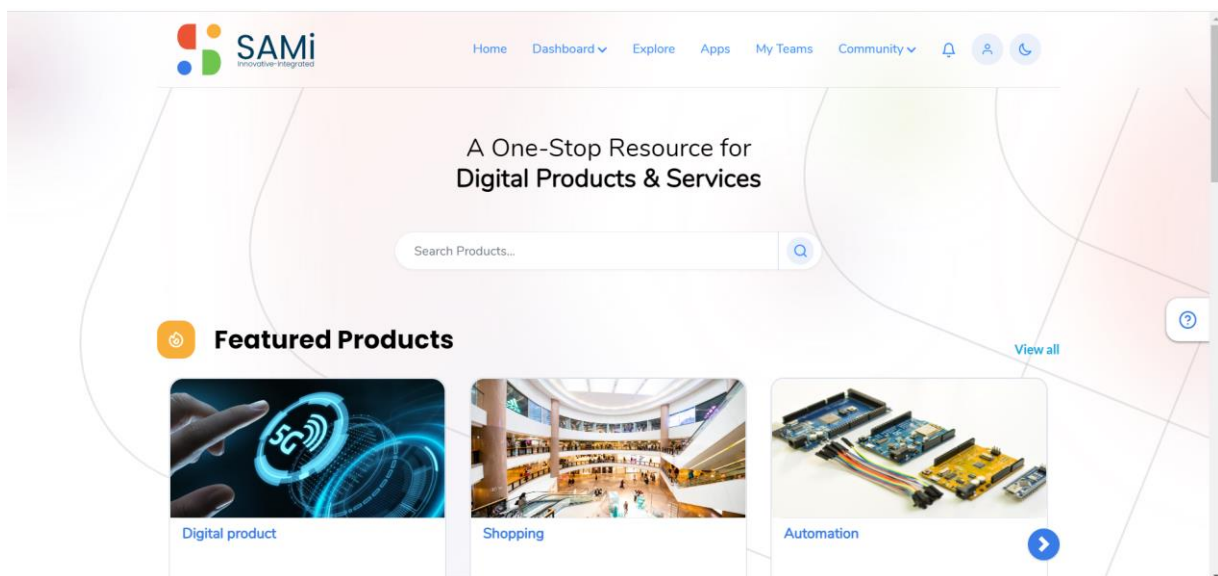 SAMi
Innovative-Integrated
Home Dashboard Explore Apps My Teams Community
A One-Stop Resource for
Digital Products & Services
Search Products...
Featured Products
View all
5G
Digital product
Shopping
Automation